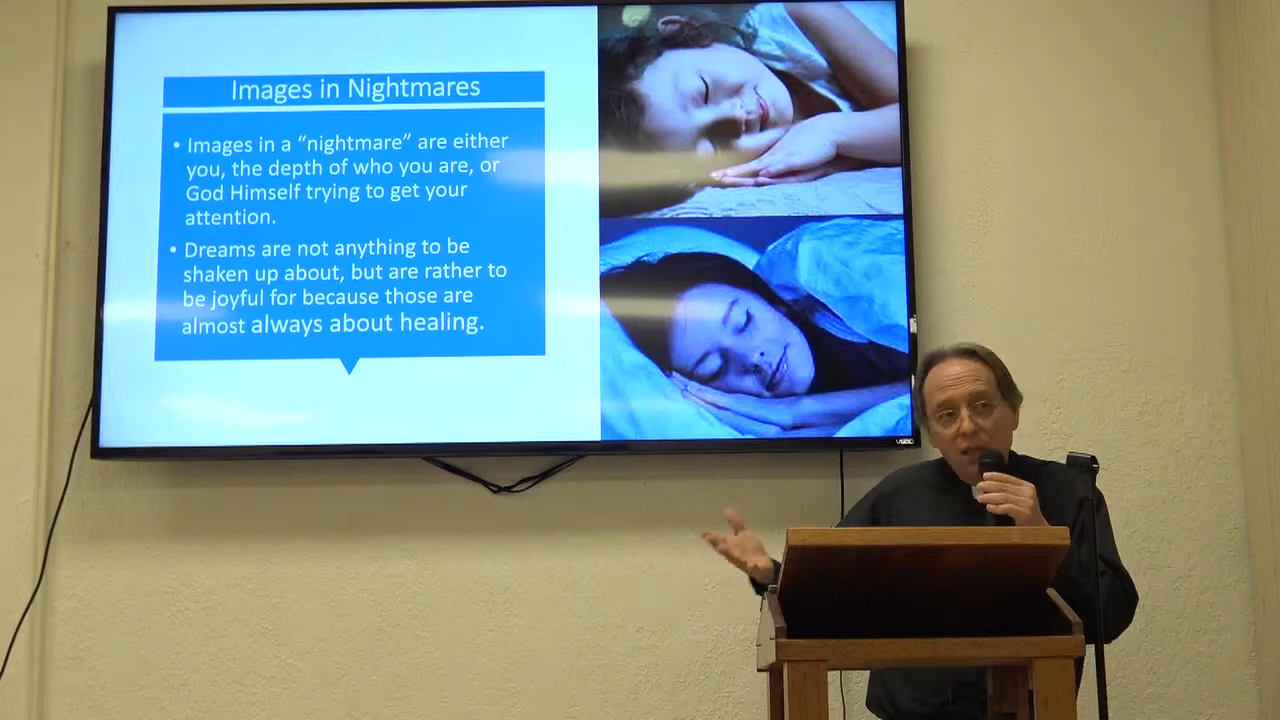 Images in Nightmares
• Images in a “nightmare” are either
you, the depth of who you are, or
God Himself trying to get your
attention.
• Dreams are not anything to be
shaken up about, but are rather to
be joyful for because those are
almost always about healing.
VIZIO